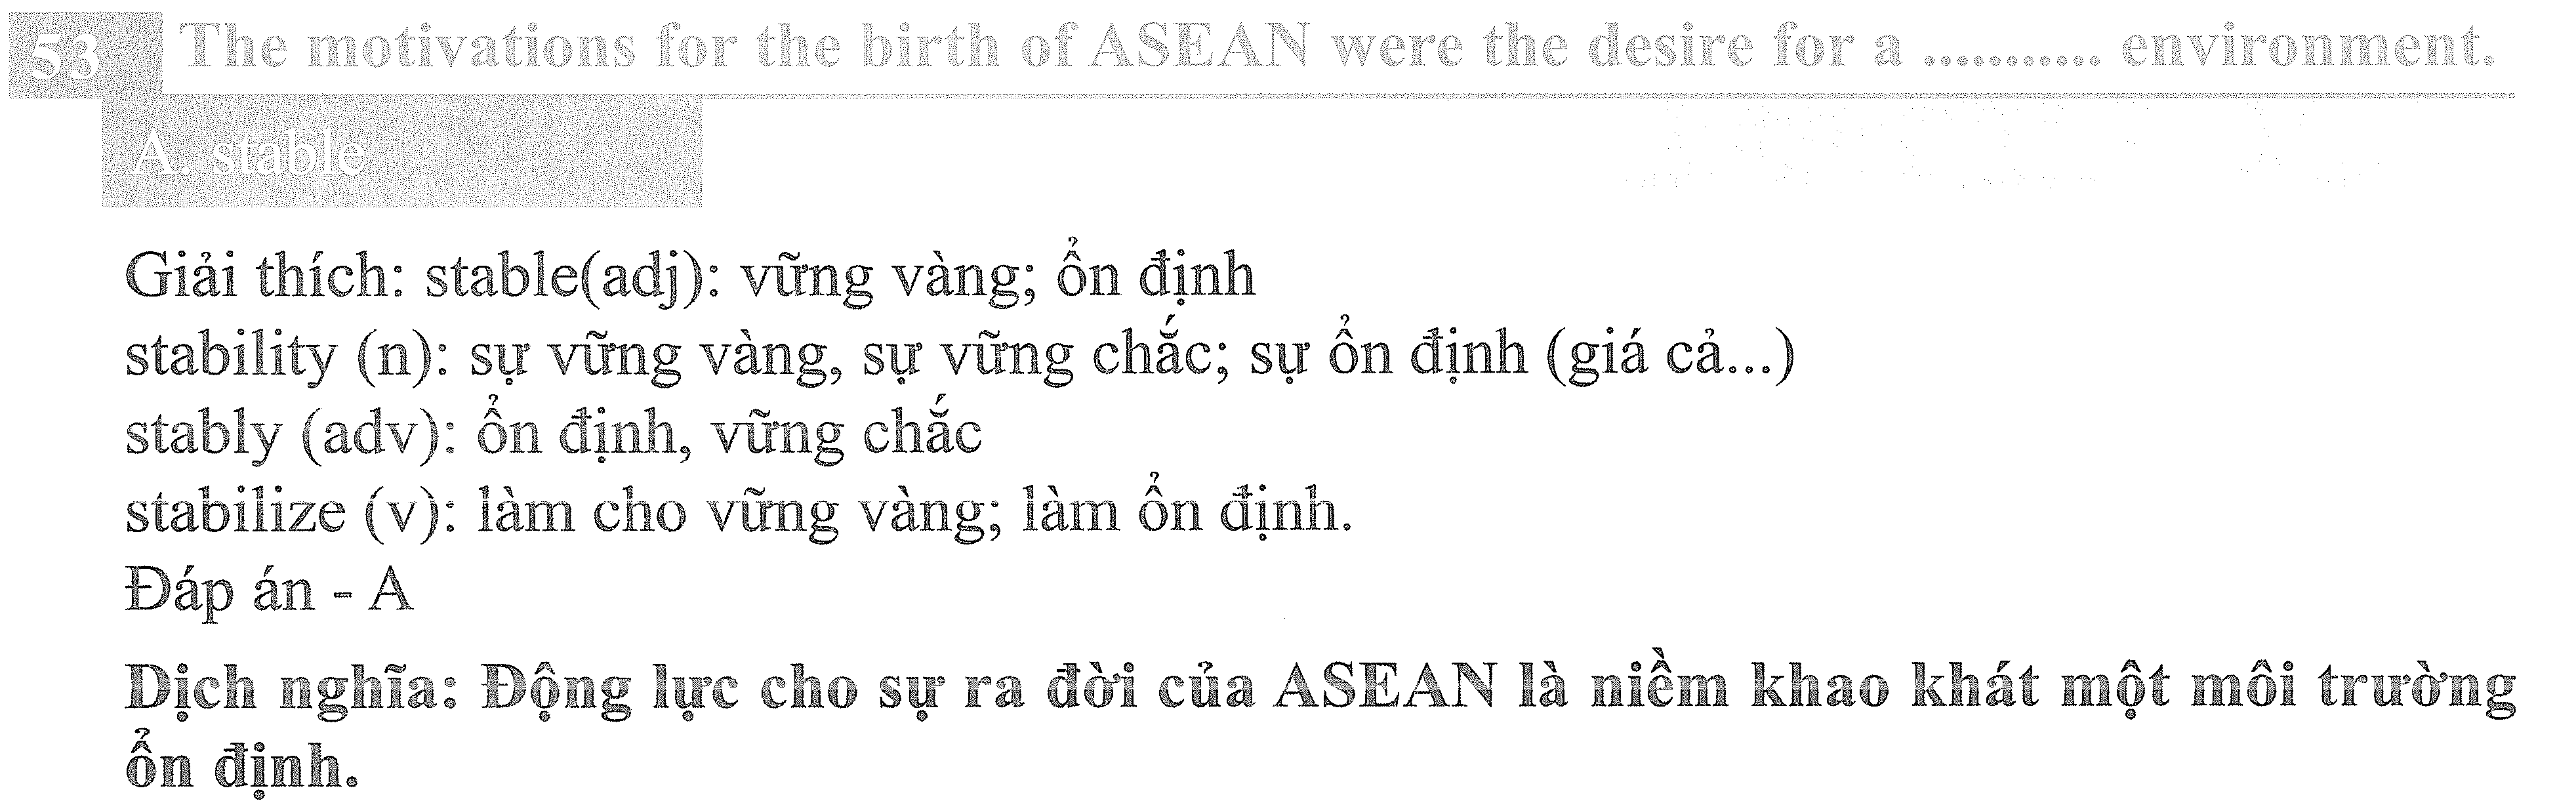 53 The motivations for the birth of ASEAN were the desire for a ........... environment.
A. stable
Giải thích: stable(adj): vững vàng; ổn định
stability (n): sự vững vàng, sự vững chắc; sự ổn định (giá cả...)
stably (adv): ổn định, vững chắc
stabilize (v): làm cho vững vàng; làm ổn định.
Đáp án - A
Dịch nghĩa: Động lực cho sự ra đời của ASEAN là niềm khao khát một môi trường
ổn định.